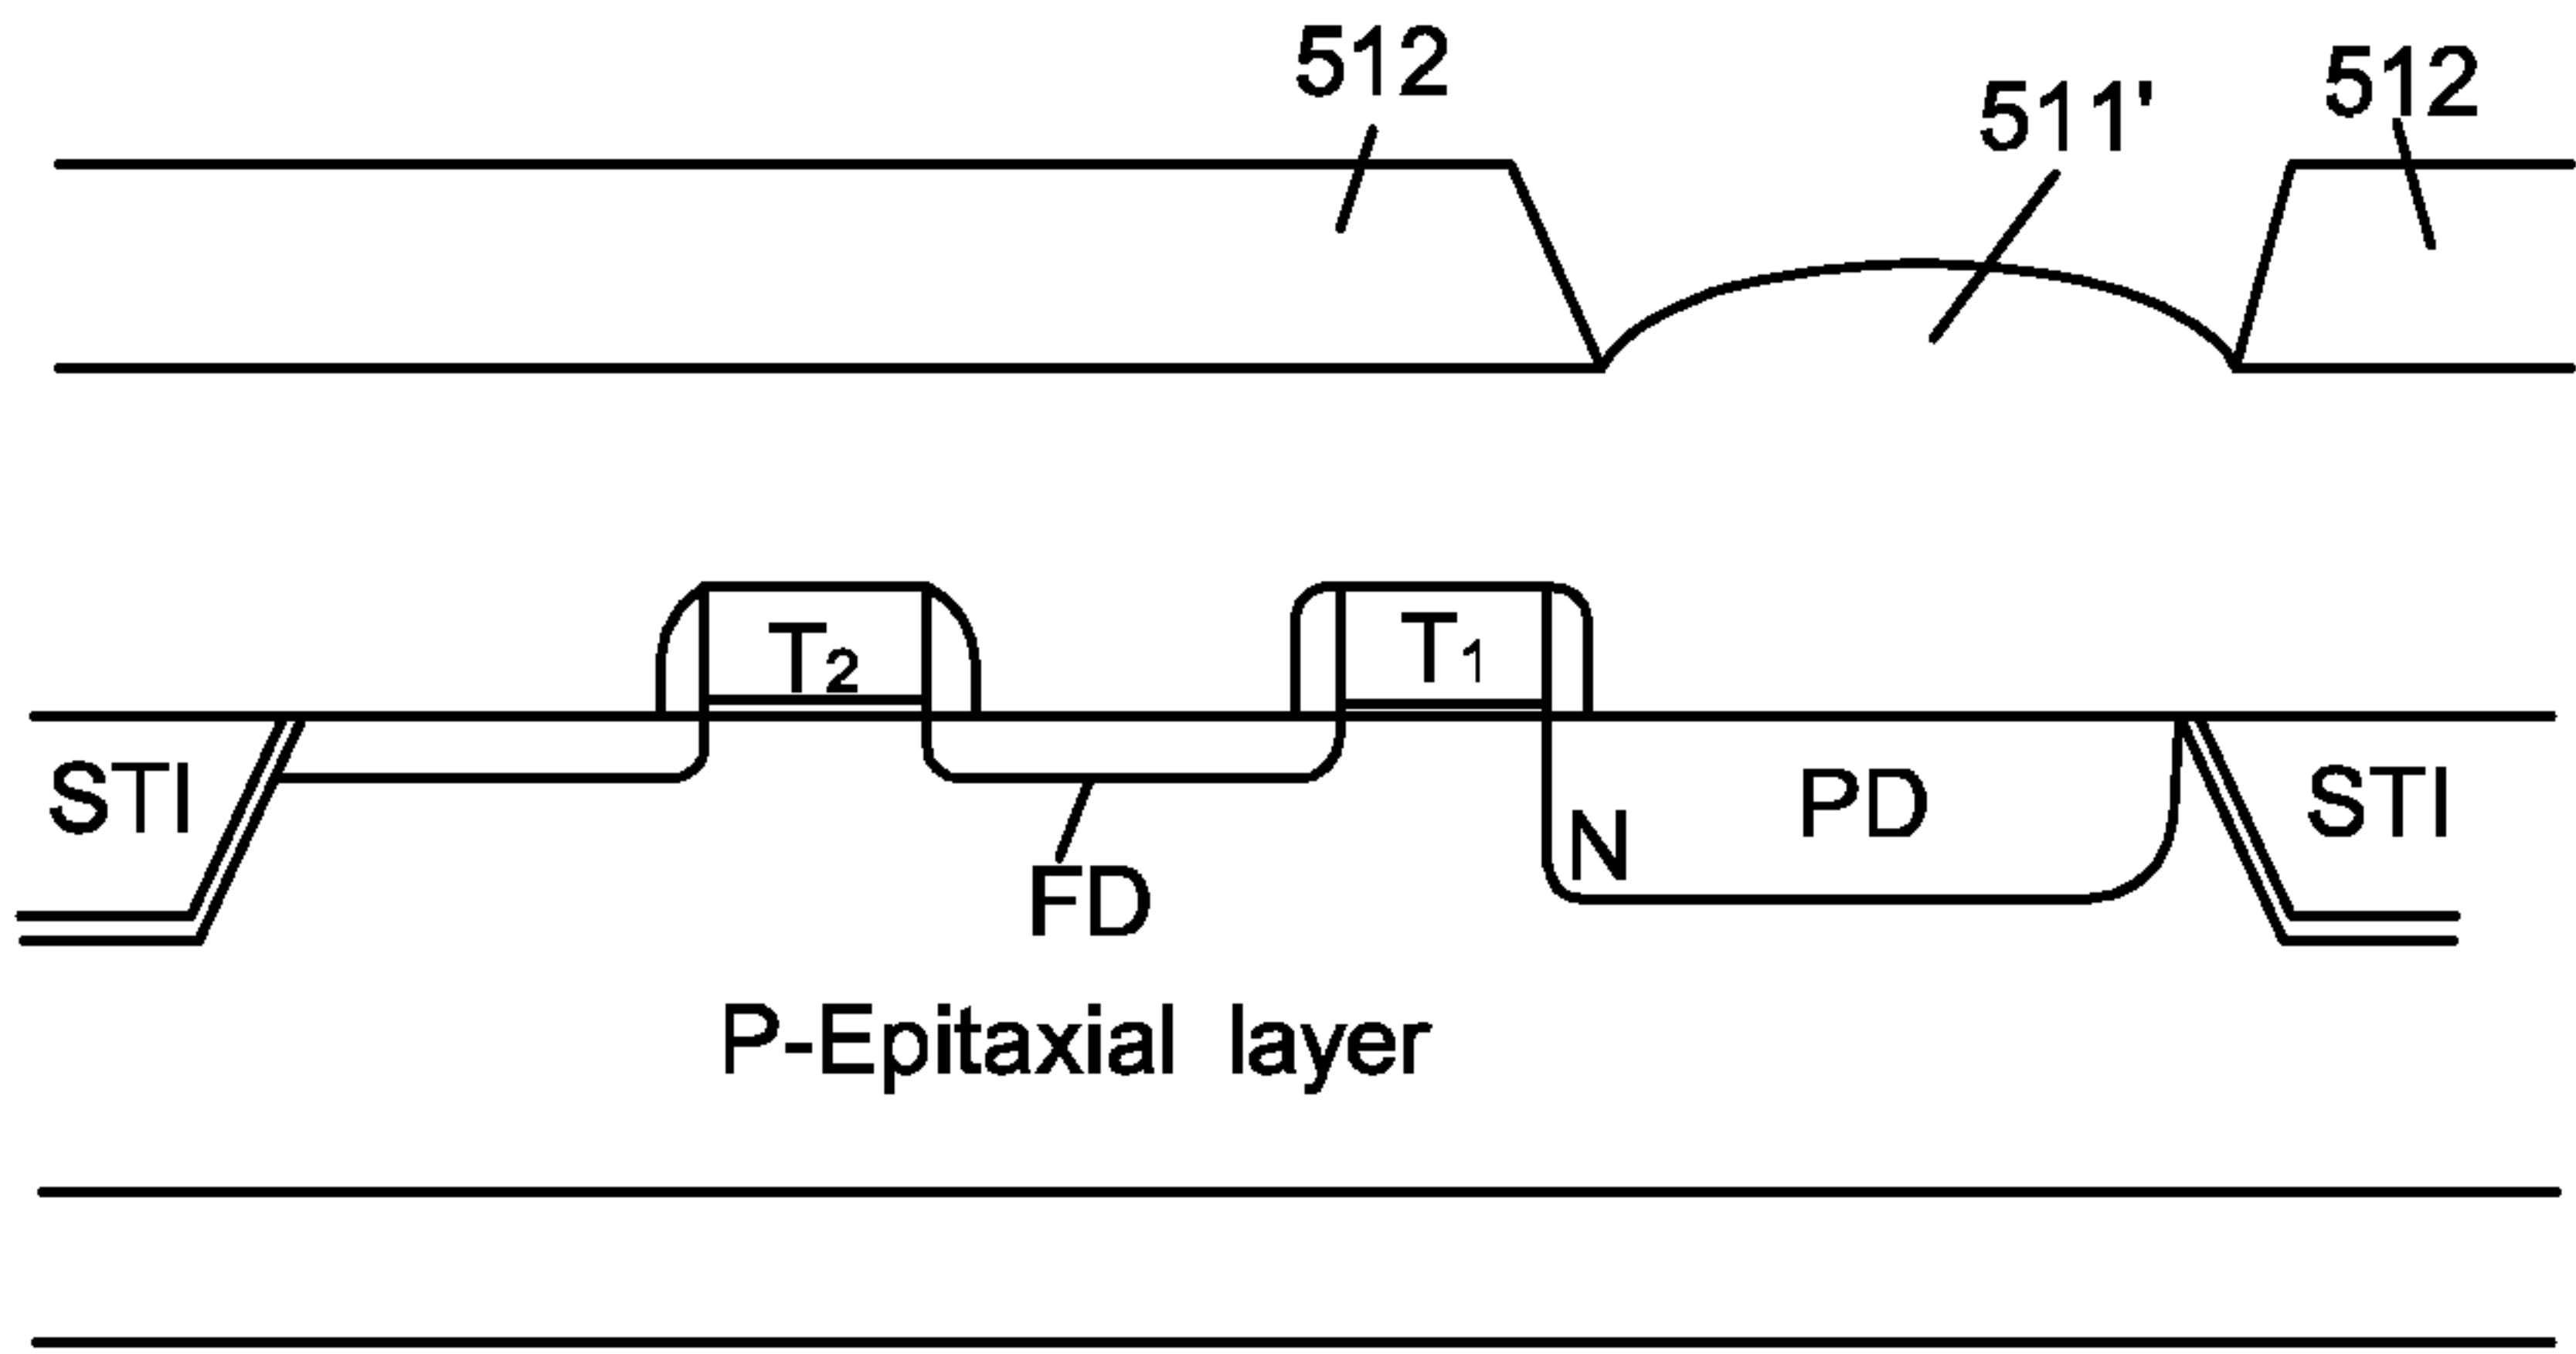 512
511'
512
T2
T1
STI
N
PD
STI
FD
P-Epitaxial layer